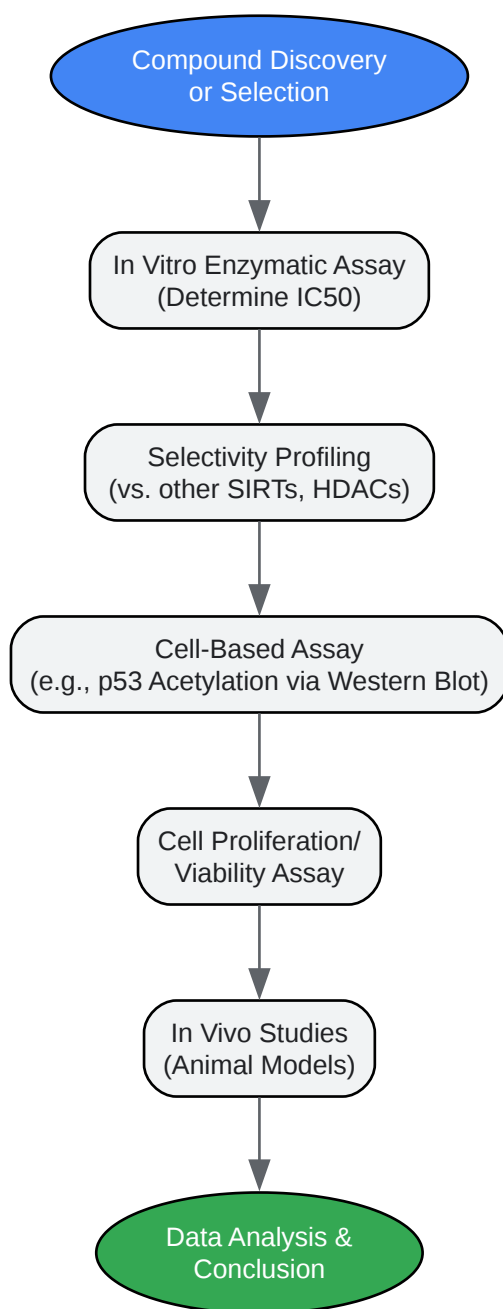 Compound Discovery
or Selection
In Vitro Enzymatic Assay
(Determine IC50)
Selectivity Profiling
(vs. other SIRTs, HDACs)
Cell-Based Assay
(e.g., p53 Acetylation via Western Blot)
Cell Proliferation/
Viability Assay
In Vivo Studies
(Animal Models)
Data Analysis &
Conclusion